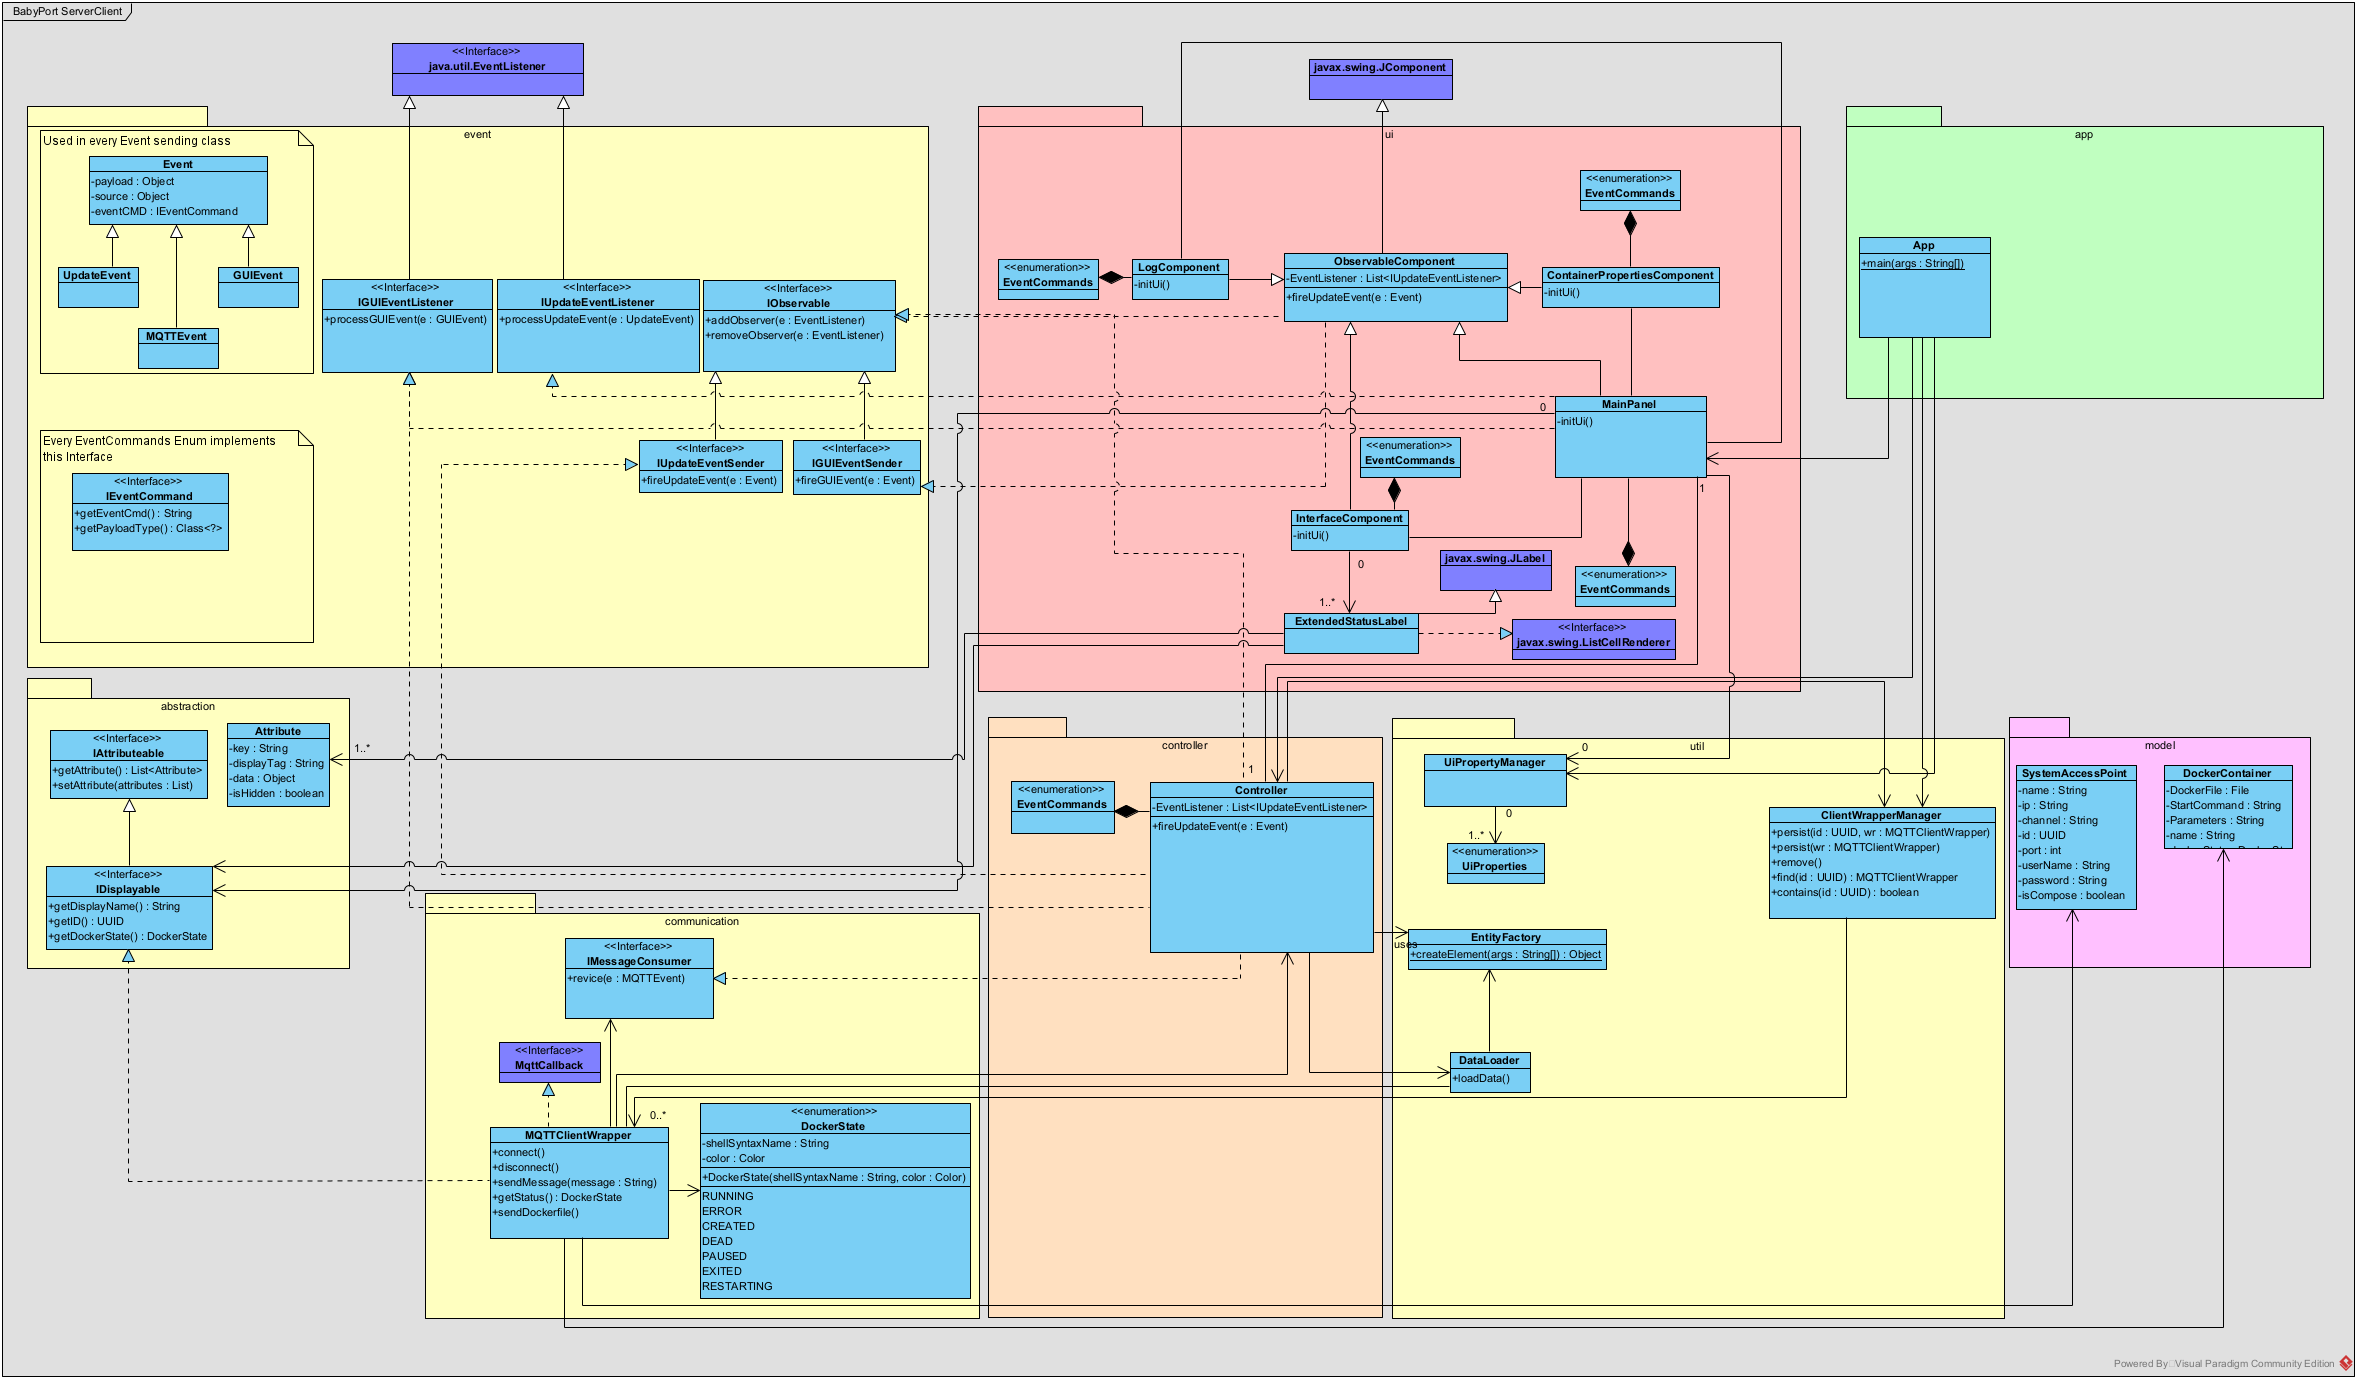 BabyPort ServerClient
<<Interface>>
java.util.EventListener
event
Used in every Event sending class
Event
-payload : Object
-source : Object
-eventCMD : IEventCommand
UpdateEvent
GUIEvent
MQTTEvent
<<Interface>>
IGUIEventListener
+processGUIEvent(e : GUIEvent)
<<Interface>>
IUpdateEventListener
+processUpdateEvent(e : UpdateEvent)
<<Interface>>
IObservable
+addObserver(e : EventListener)
+removeObserver(e : EventListener)
<<Interface>>
IUpdateEventSender
+fireUpdateEvent(e : Event)
<<Interface>>
IGUIEventSender
+fireGUIEvent(e : Event)
Every EventCommands Enum implements
this Interface
<<Interface>>
IEventCommand
+getEventCmd() : String
+getPayloadType() : Class<?>
javax.swing.JComponent
ui
<<enumeration>>
EventCommands
<<enumeration>>
EventCommands
LogComponent
-initUi()
ObservableComponent
-EventListener : List<IUpdateEventListener>
+fireUpdateEvent(e : Event)
ContainerPropertiesComponent
-initUi()
0
MainPanel
-initUi()
1
<<enumeration>>
EventCommands
InterfaceComponent
-initUi()
0
1..*
javax.swing.JLabel
<<enumeration>>
EventCommands
ExtendedStatusLabel
<<Interface>>
javax.swing.ListCellRenderer
app
App
+main(args : String[])
abstraction
<<Interface>>
IAttributeable
+getAttribute() : List<Attribute>
+setAttribute(attributes : List)
Attribute
-key : String
-displayTag : String
-data : Object
-isHidden : boolean
1..*
<<Interface>>
IDisplayable
+getDisplayName() : String
+getID() : UUID
+getDockerState() : DockerState
controller
1
<<enumeration>>
EventCommands
Controller
-EventListener : List<IUpdateEventListener>
+fireUpdateEvent(e : Event)
uses
util
0
UiPropertyManager
0
1..*
<<enumeration>>
UiProperties
ClientWrapperManager
+persist(id : UUID, wr : MQTTClientWrapper)
+persist(wr : MQTTClientWrapper)
+remove()
+find(id : UUID) : MQTTClientWrapper
+contains(id : UUID) : boolean
EntityFactory
+createElement(args : String[]) : Object
DataLoader
+loadData()
model
SystemAccessPoint
-name : String
-ip : String
-channel : String
-id : UUID
-port : int
-userName : String
-password : String
-isCompose : boolean
DockerContainer
-DockerFile : File
-StartCommand : String
-Parameters : String
-name : String
communication
<<Interface>>
IMessageConsumer
+revice(e : MQTTEvent)
<<Interface>>
MqttCallback
0..*
MQTTClientWrapper
+connect()
+disconnect()
+sendMessage(message : String)
+getStatus() : DockerState
+sendDockerfile()
<<enumeration>>
DockerState
-shellSyntaxName : String
-color : Color
+DockerState(shellSyntaxName : String, color : Color)
RUNNING
ERROR
CREATED
DEAD
PAUSED
EXITED
RESTARTING
Powered By Visual Paradigm Community Edition